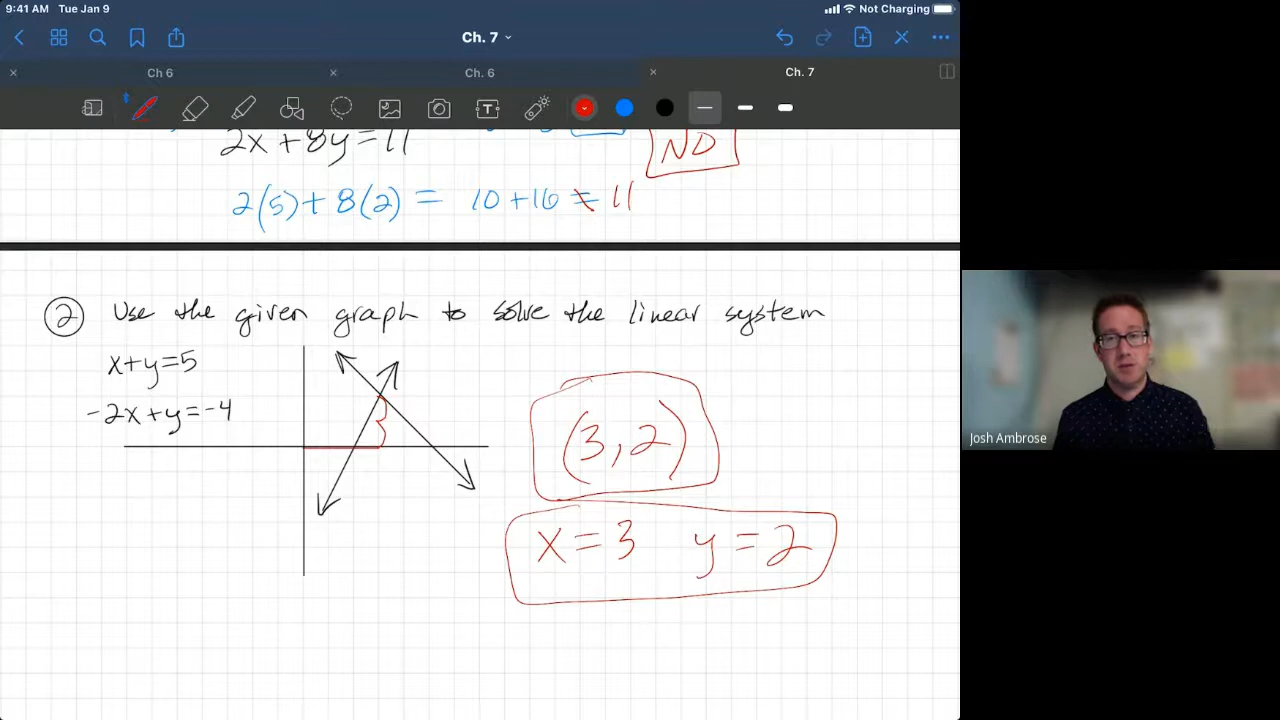 9:41 AM Tue Jan 9
Not Charging
Ch. 7
Ch 6
Ch. 6
Ch. 7
T
2x + 8y = 11
NO
2(5) + 8(2) = 10 + 16 = 11
2 Use the given graph to solve the linear system
x + y = 5
-2x + y = -4
(3, 2)
x = 3 y = 2
Josh Ambrose